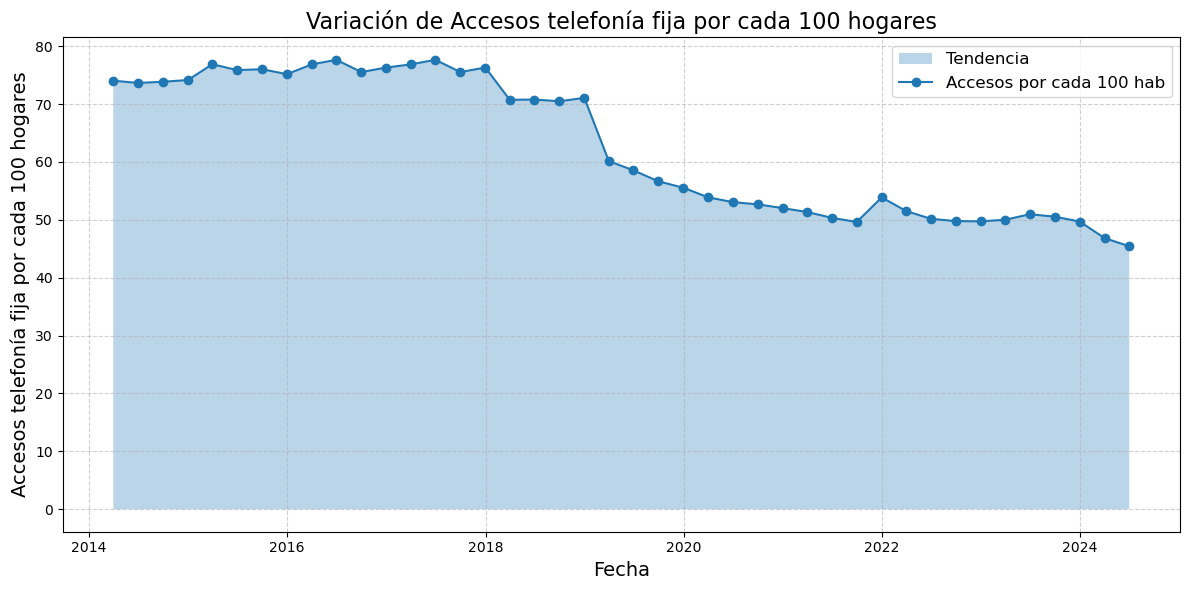 Variación de Accesos telefonía fija por cada 100 hogares
Tendencia
Accesos por cada 100 hab
Accesos telefonía fija por cada 100 hogares
80
70
60
50
40
30
20
10
0
2014 2016 2018 2020 2022 2024
Fecha